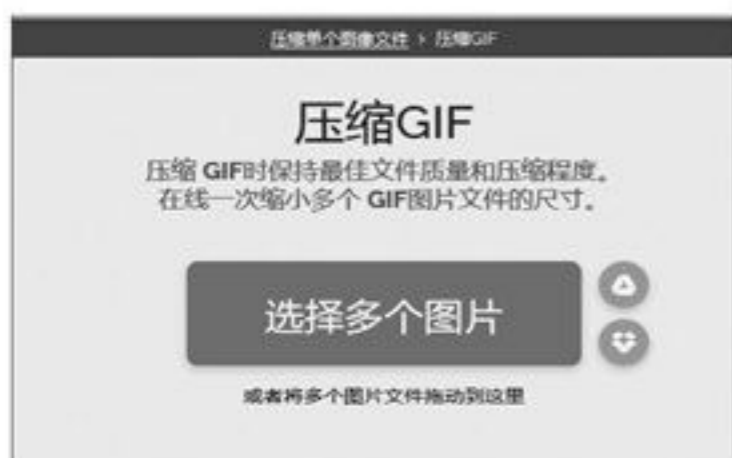 压缩单个图像文件 › 压缩GIF
压缩GIF
压缩 GIF时保持最佳文件质量和压缩程度。
在线一次缩小多个 GIF图片文件的尺寸。
选择多个图片
或者将多个图片文件拖动到这里